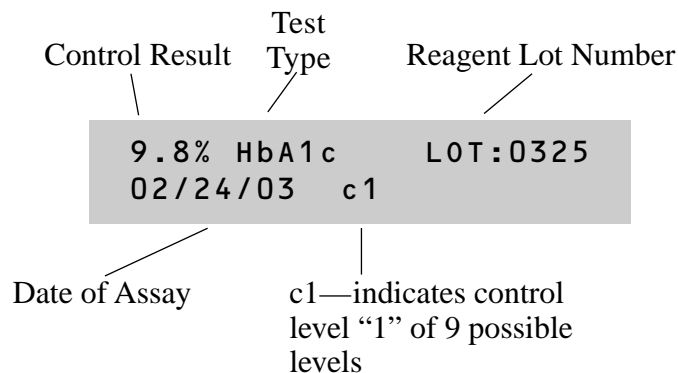 Control Result
Test
Type
Reagent Lot Number
9.8% HbA1c LOT:0325
02/24/03 c1
Date of Assay
c1—indicates control
level “1” of 9 possible
levels